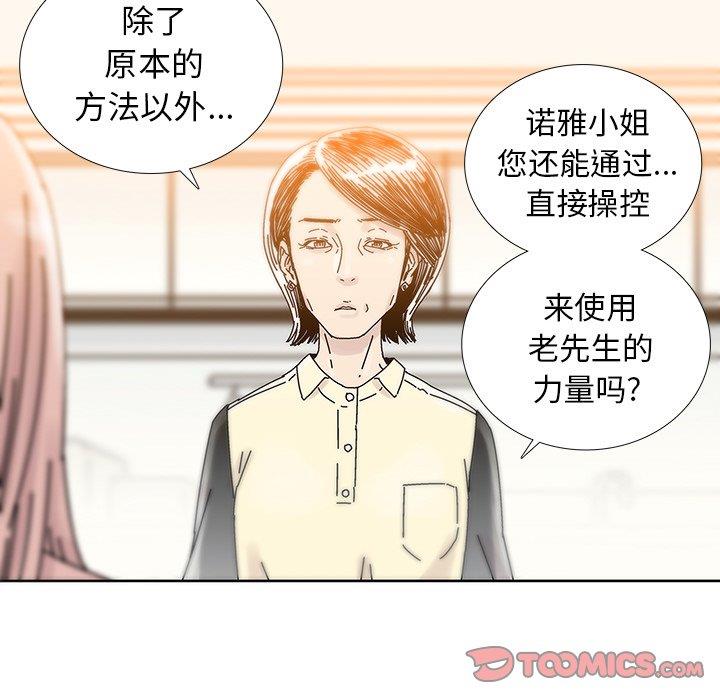 除了
原本的
方法以外...
诺雅小姐
您还能通过...
直接操控
来使用
老先生的
力量吗?
TOOMICS.COM